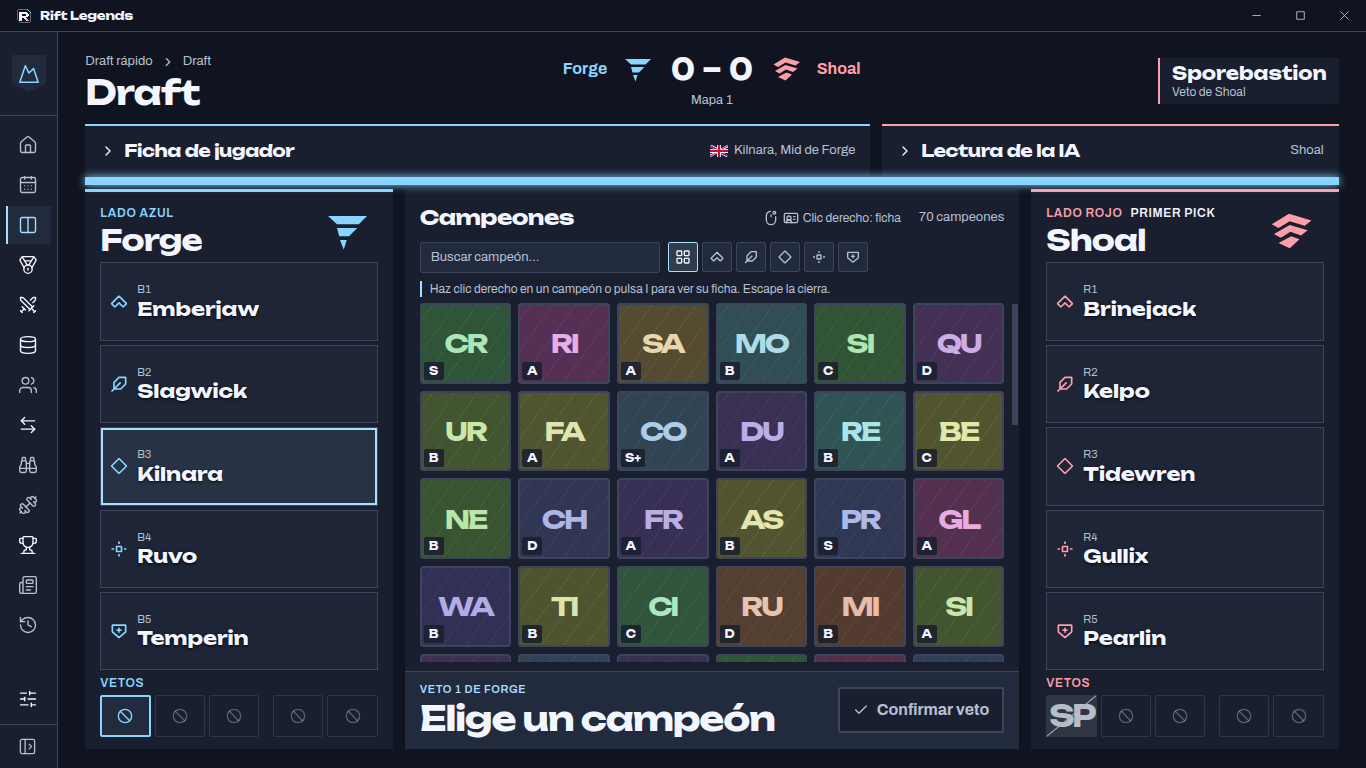 Rift Legends
Draft rápido > Draft
Draft
Forge 0 – 0 Shoal
Mapa 1
Sporebastion
Veto de Shoal
Ficha de jugador
Kilnara, Mid de Forge
Lectura de la IA
Shoal
LADO AZUL
Forge
B1
Emberjaw
B2
Slagwick
B3
Kilnara
B4
Ruvo
B5
Temperin
VETOS
Campeones
Clic derecho: ficha
70 campeones
Buscar campeón...
Haz clic derecho en un campeón o pulsa I para ver su ficha. Escape la cierra.
CR RI SA MO SI QU
S A A B C D
UR FA CO DU RE BE
B A S+ A B C
NE CH FR AS PR GL
B D A B S A
WA TI CI RU MI SI
B B C D B A
VETO 1 DE FORGE
Elige un campeón
Confirmar veto
LADO ROJO PRIMER PICK
Shoal
R1
Brinejack
R2
Kelpo
R3
Tidewren
R4
Gullix
R5
Pearlin
VETOS
SP